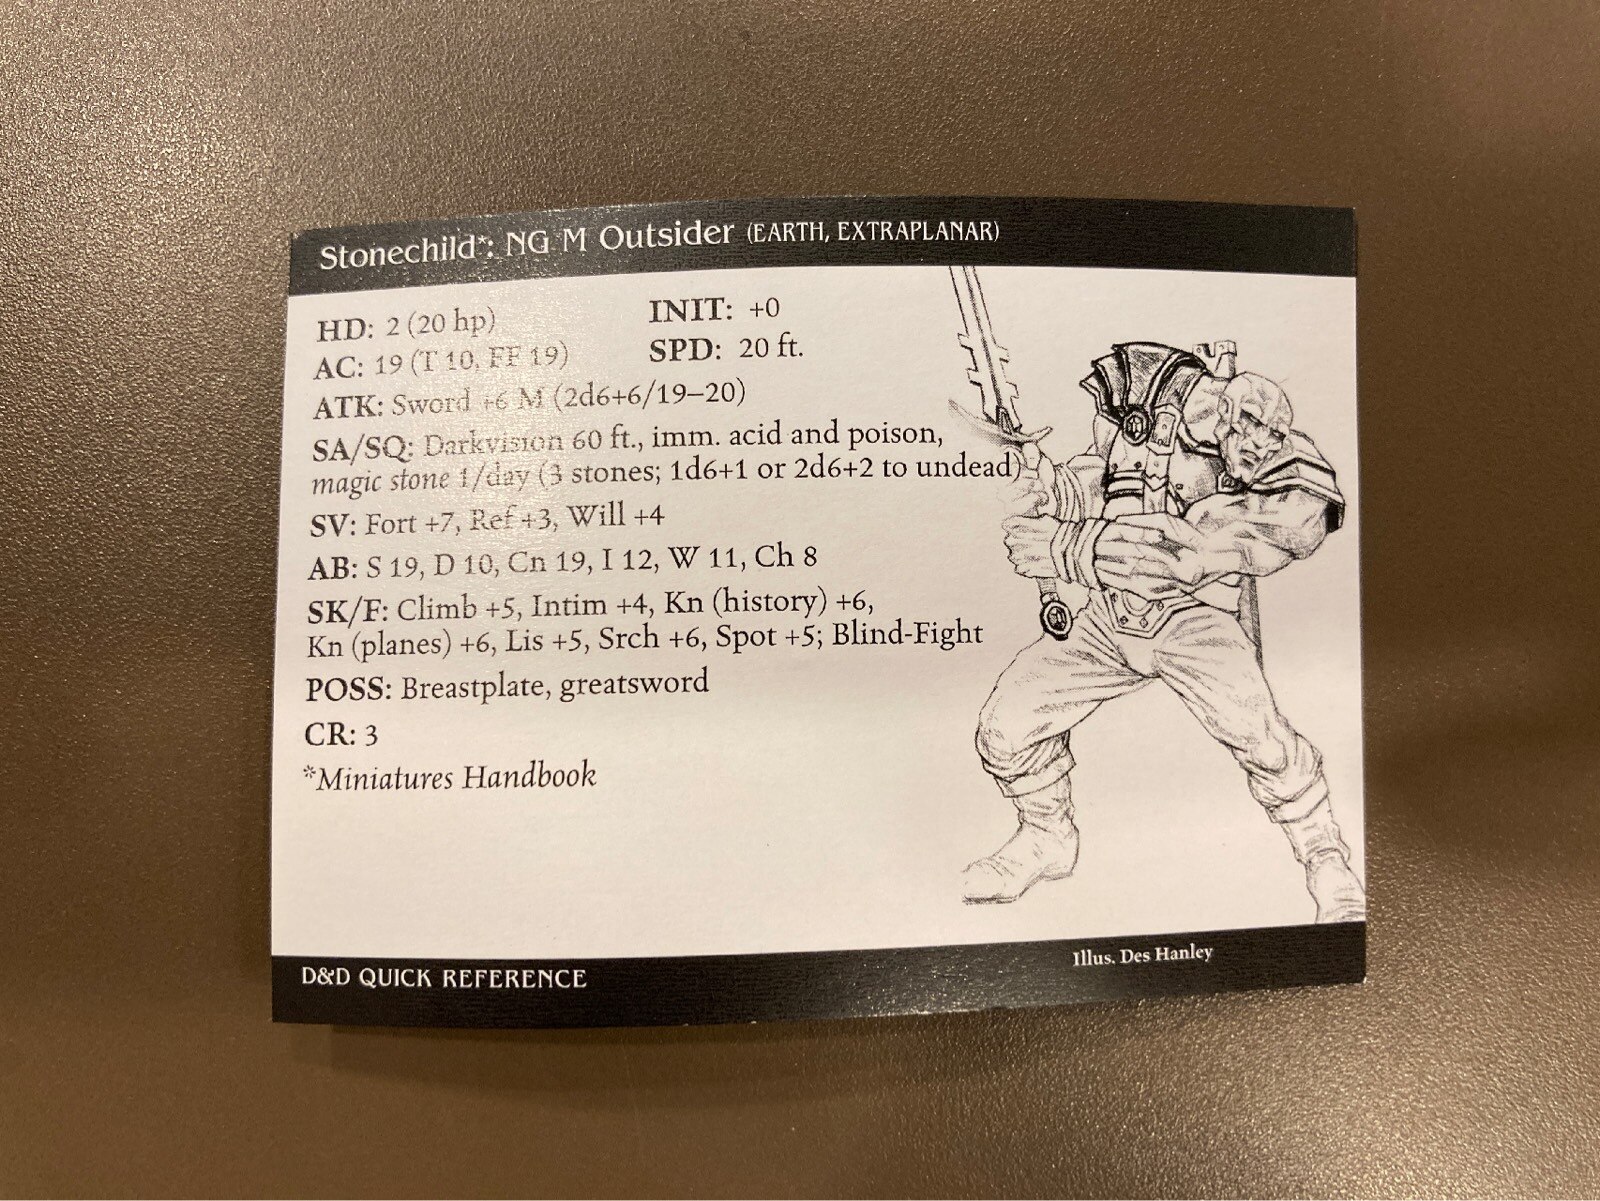 Stonechild*: NG M Outsider (EARTH, EXTRAPLANAR)
HD: 2 (20 hp) INIT: +0
AC: 19 (T 10, FF 19) SPD: 20 ft.
ATK: Sword +6 M (2d6+6/19–20)
SA/SQ: Darkvision 60 ft., imm. acid and poison,
magic stone 1/day (3 stones; 1d6+1 or 2d6+2 to undead)
SV: Fort +7, Ref +3, Will +4
AB: S 19, D 10, Cn 19, I 12, W 11, Ch 8
SK/F: Climb +5, Intim +4, Kn (history) +6,
Kn (planes) +6, Lis +5, Srch +6, Spot +5; Blind-Fight
POSS: Breastplate, greatsword
CR: 3
*Miniatures Handbook
D&D QUICK REFERENCE
Illus. Des Hanley